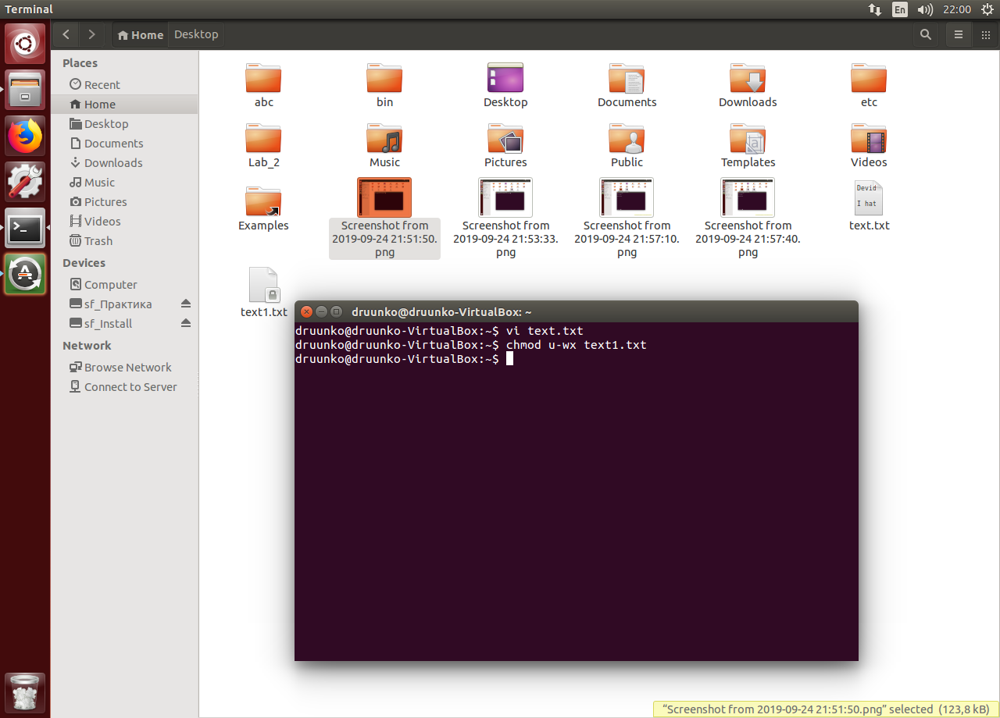 Terminal
En
22:00
Home
Desktop
Places
Recent
Home
Desktop
Documents
Downloads
Music
Pictures
Videos
Trash
Devices
Computer
sf_Практика
sf_Install
Network
Browse Network
Connect to Server
abc
bin
Desktop
Documents
Downloads
etc
Lab_2
Music
Pictures
Public
Templates
Videos
Examples
Screenshot from
2019-09-24 21:51:50.
png
Screenshot from
2019-09-24 21:53:33.
png
Screenshot from
2019-09-24 21:57:10.
png
Screenshot from
2019-09-24 21:57:40.
png
Devid
I hat
text.txt
text1.txt
druunko@druunko-VirtualBox: ~
druunko@druunko-VirtualBox:~$ vi text.txt
druunko@druunko-VirtualBox:~$ chmod u-wx text1.txt
druunko@druunko-VirtualBox:~$
“Screenshot from 2019-09-24 21:51:50.png” selected (123,8 kB)